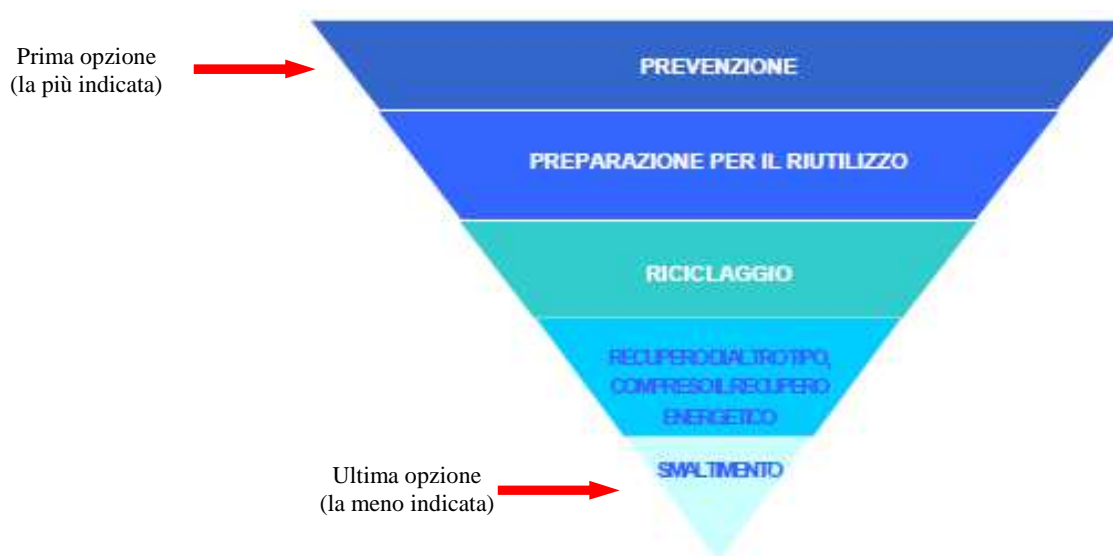 Prima opzione
(la più indicata)
PREVENZIONE
PREPARAZIONE PER IL RIUTILIZZO
RICICLAGGIO
RECUPERO DI ALTRO TIPO,
COMPRESO IL RECUPERO
ENERGETICO
SMALTIMENTO
Ultima opzione
(la meno indicata)